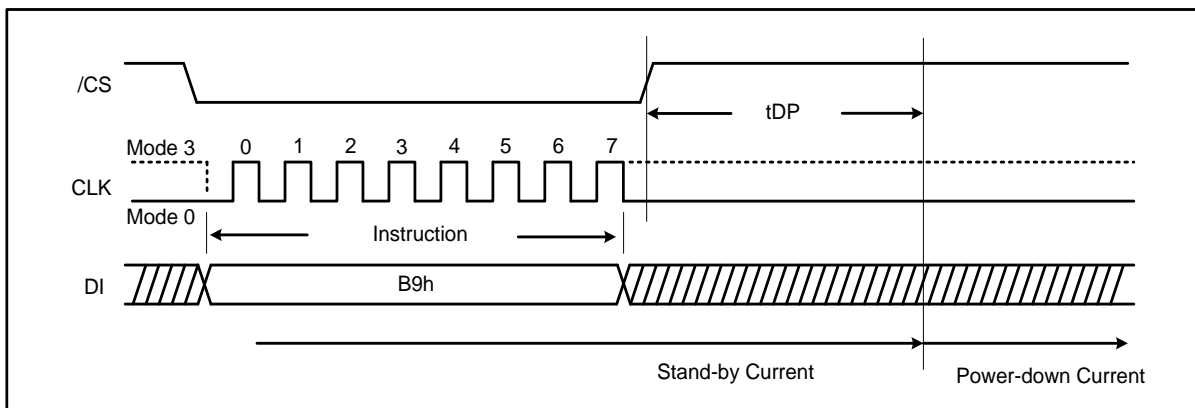 /CS
tDP
Mode 3
0 1 2 3 4 5 6 7
CLK
Mode 0
Instruction
DI
B9h
Stand-by Current
Power-down Current